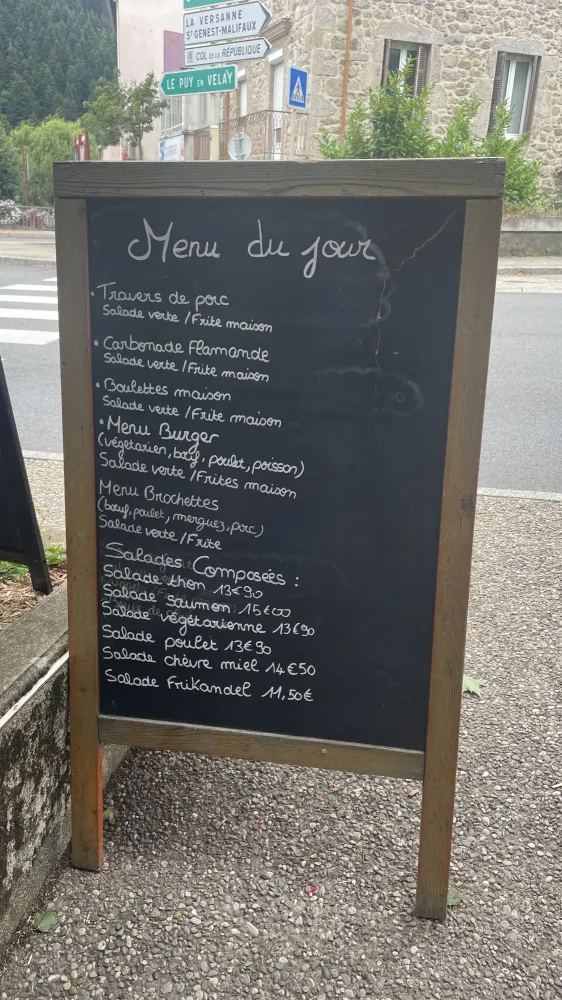 LA VERSANNE
St GENEST-MALIFAUX
COL DE LA RÉPUBLIQUE
LE PUY EN VELAY
Menu du jour
• Travers de porc
Salade verte / Frite maison
• Carbonade Flamande
Salade verte / Frite maison
• Boulettes maison
Salade verte / Frite maison
• Menu Burger
(végétarien, bœuf, poulet, poisson)
Salade verte / Frites maison
Menu Brochettes
(bœuf, poulet, merguez, porc)
Salade verte / Frite
Salades Composées :
Salade thon 13€90
Salade Saumon 15€00
Salade végétarienne 13€90
Salade poulet 13€90
Salade chèvre miel 14€50
Salade Frikandel 11,50€